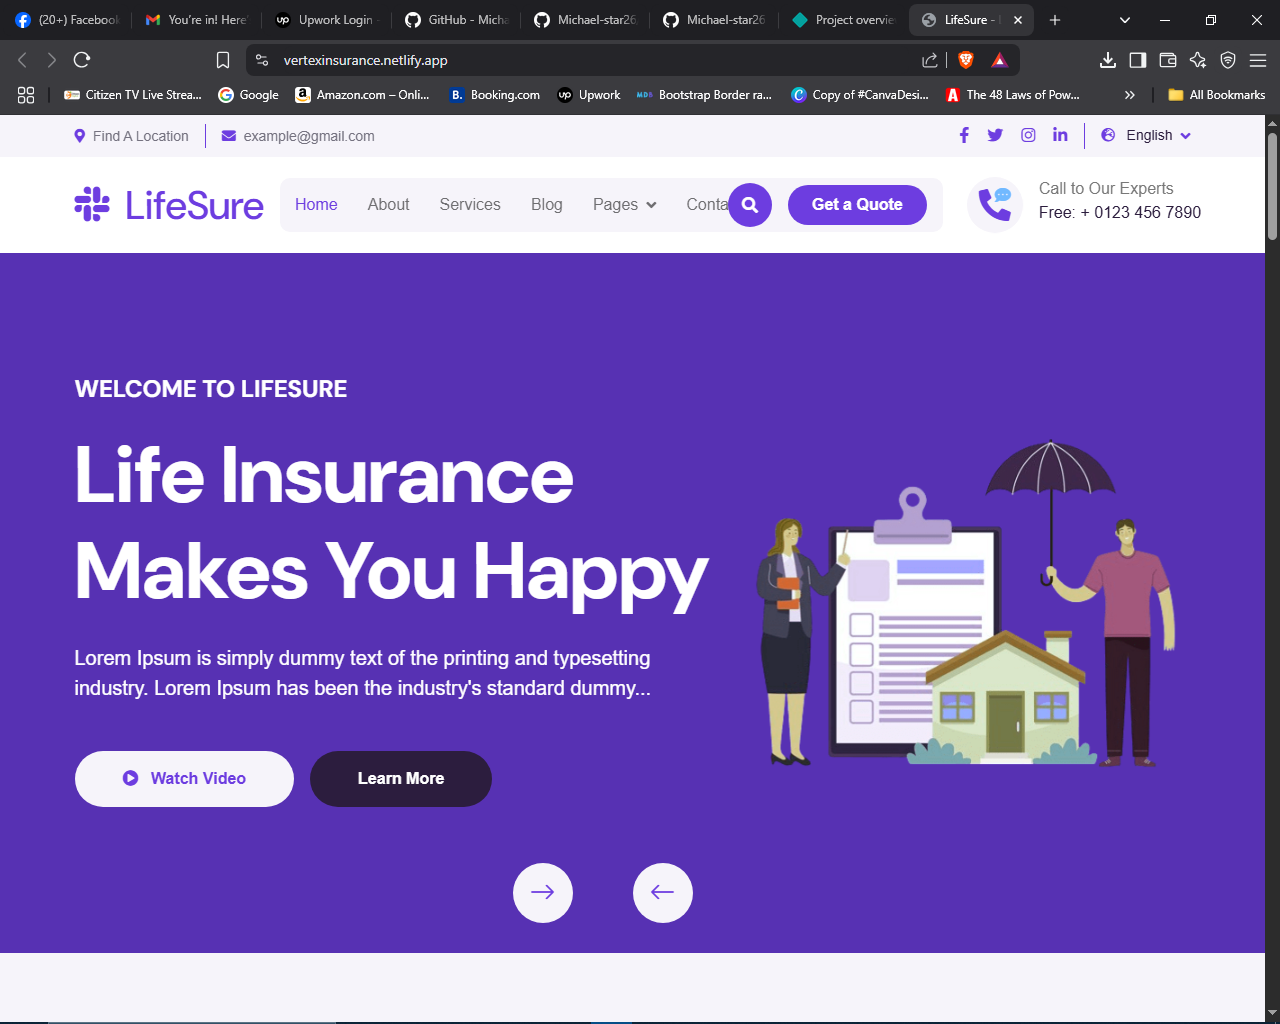 (20+) Facebook
You're in! Here'
Upwork Login -
GitHub - Micha
Michael-star26
Michael-star26
Project overvie
LifeSure -
vertexinsurance.netlify.app
Citizen TV Live Strea...
Google
Amazon.com – Onli...
Booking.com
Upwork
Bootstrap Border ra...
Copy of #CanvaDesi...
The 48 Laws of Pow...
All Bookmarks
Find A Location
example@gmail.com
English
LifeSure
Home
About
Services
Blog
Pages
Conta
Get a Quote
Call to Our Experts
Free: + 0123 456 7890
WELCOME TO LIFESURE
Life Insurance
Makes You Happy
Lorem Ipsum is simply dummy text of the printing and typesetting
industry. Lorem Ipsum has been the industry's standard dummy...
Watch Video
Learn More